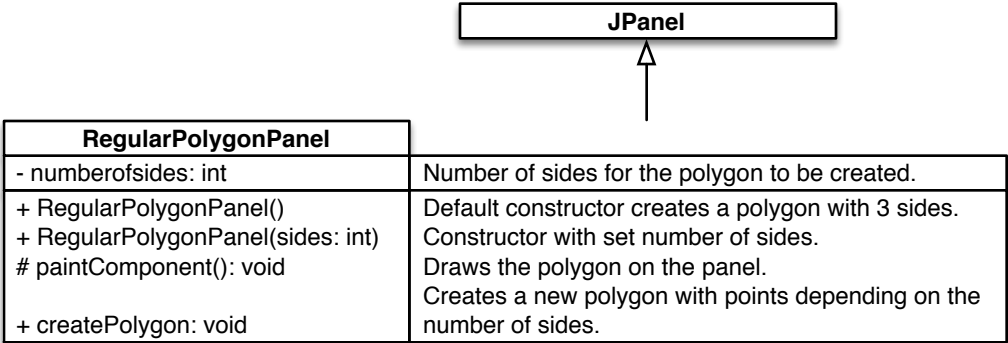 JPanel
RegularPolygonPanel
- numberofsides: int
Number of sides for the polygon to be created.
+ RegularPolygonPanel()
Default constructor creates a polygon with 3 sides.
+ RegularPolygonPanel(sides: int)
Constructor with set number of sides.
# paintComponent(): void
Draws the polygon on the panel.
Creates a new polygon with points depending on the
+ createPolygon: void
number of sides.